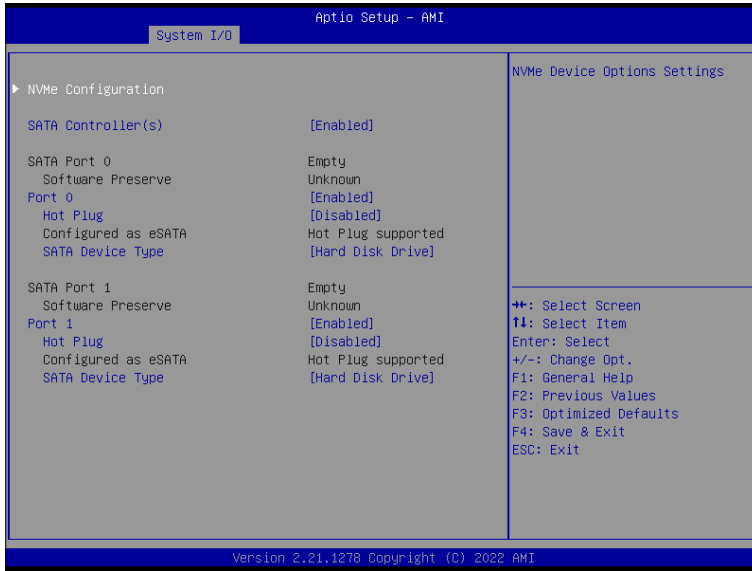 Aptio Setup - AMI
System I/O
NVMe Configuration
SATA Controller(s) [Enabled]
SATA Port 0 Empty
Software Preserve Unknown
Port 0 [Enabled]
Hot Plug [Disabled]
Configured as eSATA Hot Plug supported
SATA Device Type [Hard Disk Drive]
SATA Port 1 Empty
Software Preserve Unknown
Port 1 [Enabled]
Hot Plug [Disabled]
Configured as eSATA Hot Plug supported
SATA Device Type [Hard Disk Drive]
NVMe Device Options Settings
→←: Select Screen
↑↓: Select Item
Enter: Select
+/-: Change Opt.
F1: General Help
F2: Previous Values
F3: Optimized Defaults
F4: Save & Exit
ESC: Exit
Version 2.21.1278 Copyright (C) 2022 AMI